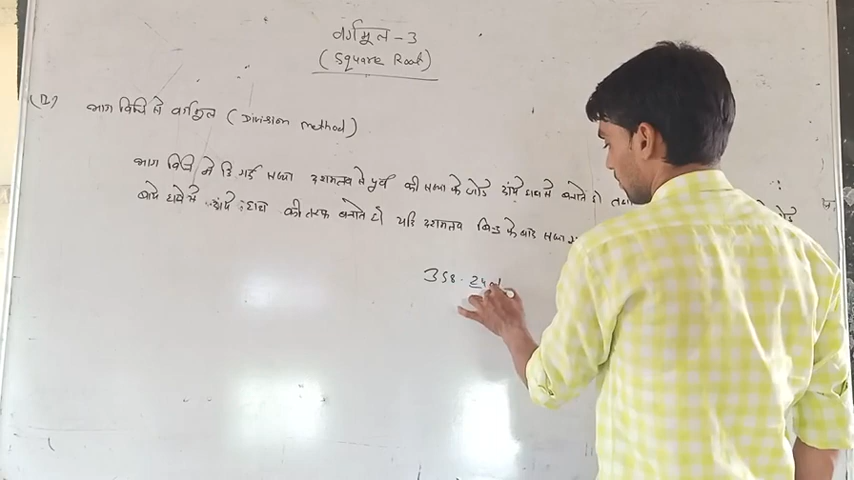 वर्गमूल - 3
(Square Root)
(2) भाग विधि से वर्गमूल (Division method)
भाग विधि में दि गई संख्या दशमलव से पूर्व की संख्या के जोडे दांये हाथ से बनाते है तथा
बांये हाथ से दांये हाथ की तरफ बनाते है यदि दशमलव बिन्दु के बाद संख्या
358.24